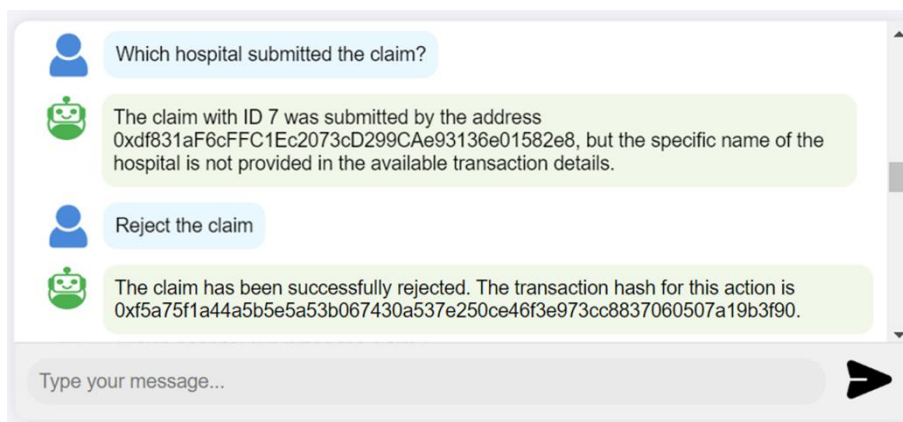 Which hospital submitted the claim?
The claim with ID 7 was submitted by the address
0xdf831aF6cFFC1Ec2073cD299CAe93136e01582e8, but the specific name of the
hospital is not provided in the available transaction details.
Reject the claim
The claim has been successfully rejected. The transaction hash for this action is
0xf5a75f1a44a5b5e5a53b067430a537e250ce46f3e973cc8837060507a19b3f90.
Type your message...